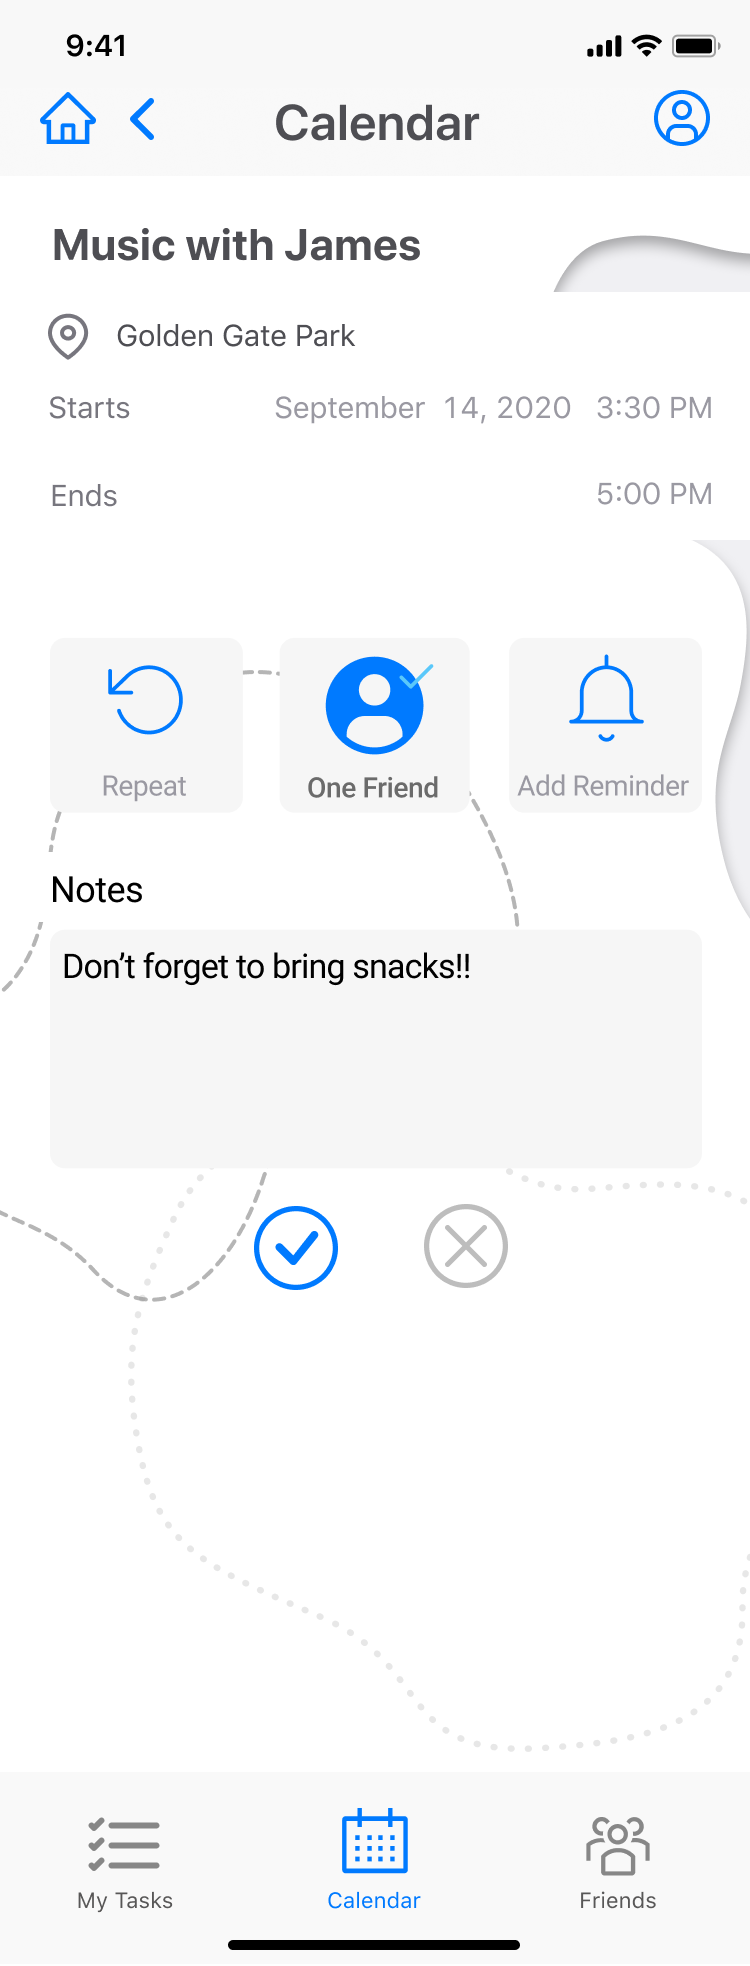 9:41
Calendar
Music with James
Golden Gate Park
Starts September 14, 2020 3:30 PM
Ends 5:00 PM
Repeat One Friend Add Reminder
Notes
Don’t forget to bring snacks!!
My Tasks Calendar Friends